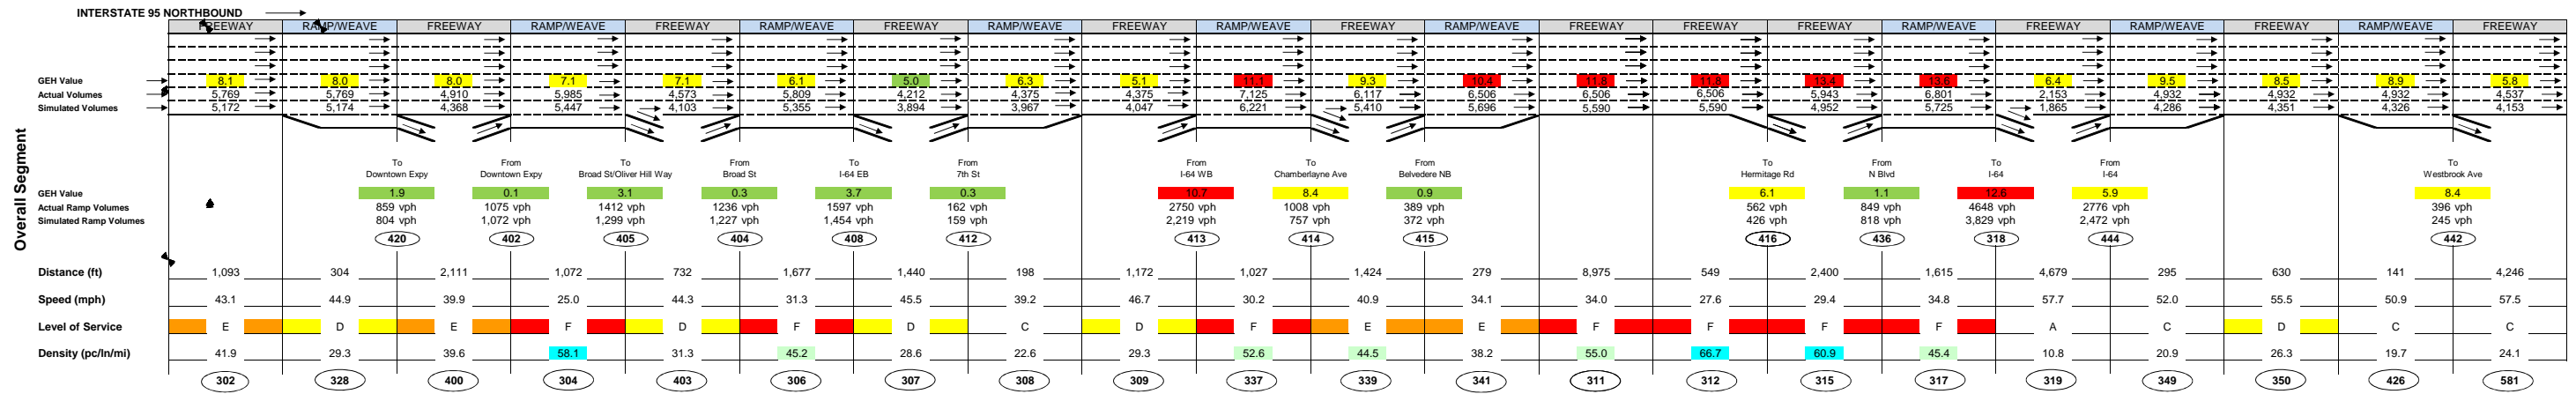 INTERSTATE 95 NORTHBOUND
FREEWAY RAMP/WEAVE FREEWAY RAMP/WEAVE FREEWAY RAMP/WEAVE FREEWAY RAMP/WEAVE FREEWAY RAMP/WEAVE FREEWAY RAMP/WEAVE FREEWAY FREEWAY FREEWAY RAMP/WEAVE FREEWAY RAMP/WEAVE FREEWAY RAMP/WEAVE FREEWAY
GEH Value 8.1 8.0 8.0 7.1 7.1 6.1 5.0 6.3 5.1 11.1 9.3 10.4 11.8 11.8 13.4 13.6 6.4 9.5 8.5 8.9 5.8
Actual Volumes 5,769 5,769 4,910 5,985 4,573 5,809 4,212 4,375 4,375 7,125 6,117 6,506 6,506 6,506 5,943 6,801 2,153 4,932 4,932 4,932 4,537
Simulated Volumes 5,172 5,174 4,368 5,447 4,103 5,355 3,894 3,967 4,047 6,221 5,410 5,696 5,590 5,590 4,952 5,725 1,865 4,286 4,351 4,326 4,153
Overall Segment
To From To From To From From To From To From To From To
Downtown Expy Downtown Expy Broad St/Oliver Hill Way Broad St I-64 EB 7th St I-64 WB Chamberlayne Ave Belvedere NB Hermitage Rd N Blvd I-64 I-64 Westbrook Ave
GEH Value 1.9 0.1 3.1 0.3 3.7 0.3 10.7 8.4 0.9 6.1 1.1 12.6 5.9 8.4
Actual Ramp Volumes 859 vph 1075 vph 1412 vph 1236 vph 1597 vph 162 vph 2750 vph 1008 vph 389 vph 562 vph 849 vph 4648 vph 2776 vph 396 vph
Simulated Ramp Volumes 804 vph 1,072 vph 1,299 vph 1,227 vph 1,454 vph 159 vph 2,219 vph 757 vph 372 vph 426 vph 818 vph 3,829 vph 2,472 vph 245 vph
420 402 405 404 408 412 413 414 415 416 436 318 444 442
Distance (ft) 1,093 304 2,111 1,072 732 1,677 1,440 198 1,172 1,027 1,424 279 8,975 549 2,400 1,615 4,679 295 630 141 4,246
Speed (mph) 43.1 44.9 39.9 25.0 44.3 31.3 45.5 39.2 46.7 30.2 40.9 34.1 34.0 27.6 29.4 34.8 57.7 52.0 55.5 50.9 57.5
Level of Service E D E F D F D C D F E E F F F F A C D C C
Density (pc/ln/mi) 41.9 29.3 39.6 58.1 31.3 45.2 28.6 22.6 29.3 52.6 44.5 38.2 55.0 66.7 60.9 45.4 10.8 20.9 26.3 19.7 24.1
302 328 400 304 403 306 307 308 309 337 339 341 311 312 315 317 319 349 350 426 581